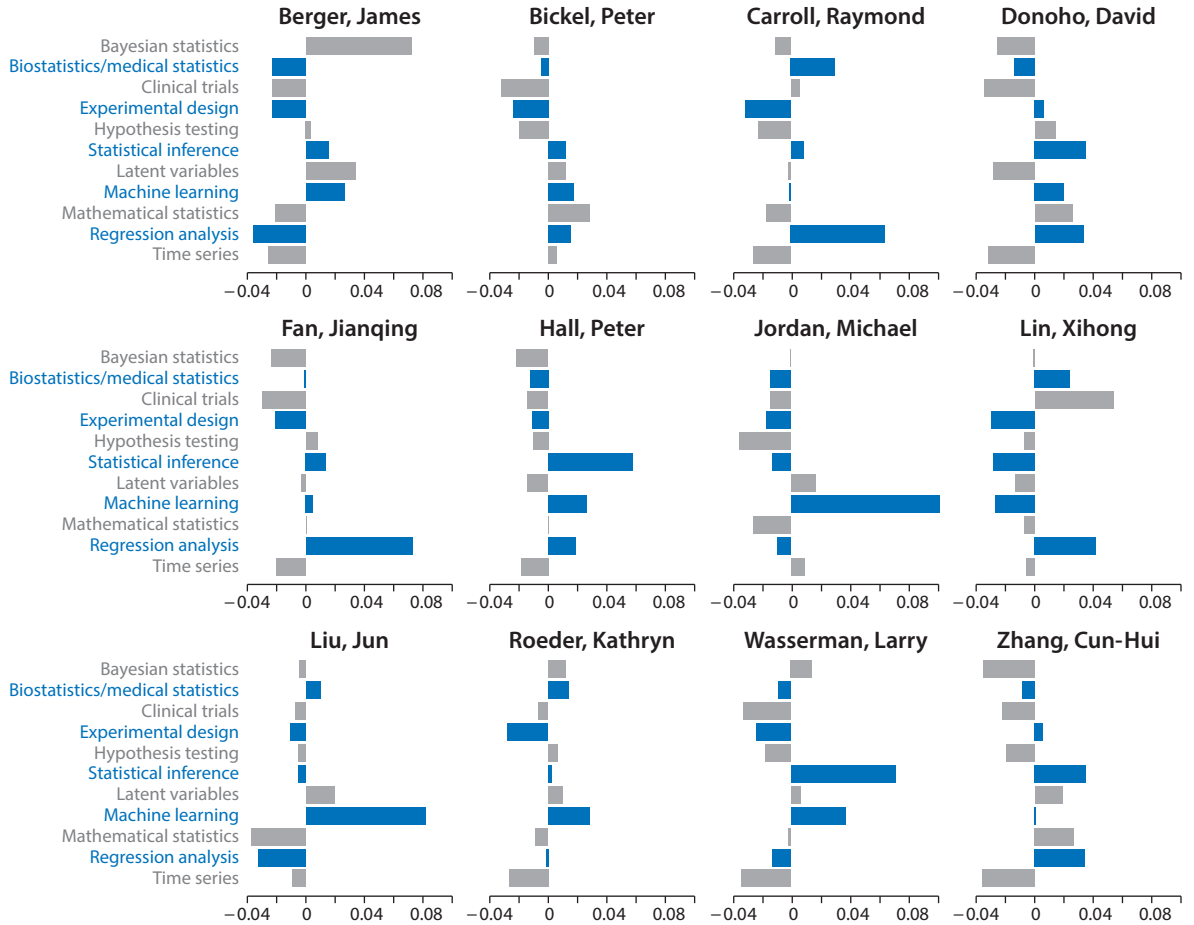 Berger, James Bickel, Peter Carroll, Raymond Donoho, David
Bayesian statistics
Biostatistics/medical statistics
Clinical trials
Experimental design
Hypothesis testing
Statistical inference
Latent variables
Machine learning
Mathematical statistics
Regression analysis
Time series
−0.04 0 0.04 0.08 −0.04 0 0.04 0.08 −0.04 0 0.04 0.08 −0.04 0 0.04 0.08
Fan, Jianqing Hall, Peter Jordan, Michael Lin, Xihong
Bayesian statistics
Biostatistics/medical statistics
Clinical trials
Experimental design
Hypothesis testing
Statistical inference
Latent variables
Machine learning
Mathematical statistics
Regression analysis
Time series
−0.04 0 0.04 0.08 −0.04 0 0.04 0.08 −0.04 0 0.04 0.08 −0.04 0 0.04 0.08
Liu, Jun Roeder, Kathryn Wasserman, Larry Zhang, Cun-Hui
Bayesian statistics
Biostatistics/medical statistics
Clinical trials
Experimental design
Hypothesis testing
Statistical inference
Latent variables
Machine learning
Mathematical statistics
Regression analysis
Time series
−0.04 0 0.04 0.08 −0.04 0 0.04 0.08 −0.04 0 0.04 0.08 −0.04 0 0.04 0.08